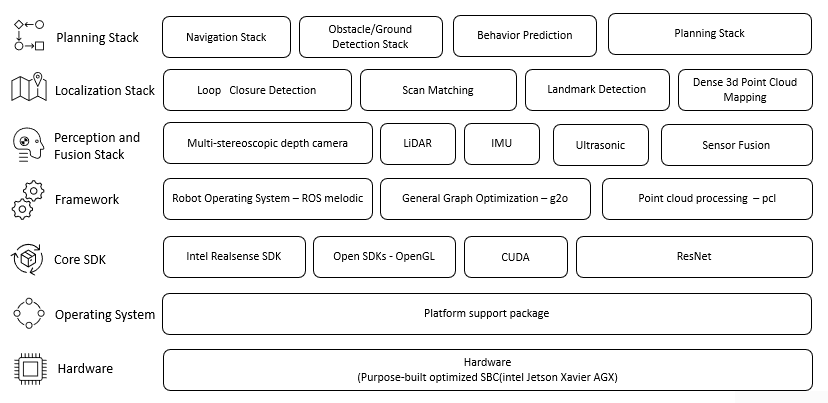 Planning Stack
Navigation Stack
Obstacle/Ground
Detection Stack
Behavior Prediction
Planning Stack
Localization Stack
Loop Closure Detection
Scan Matching
Landmark Detection
Dense 3d Point Cloud
Mapping
Perception and
Fusion Stack
Multi-stereoscopic depth camera
LiDAR
IMU
Ultrasonic
Sensor Fusion
Framework
Robot Operating System – ROS melodic
General Graph Optimization – g2o
Point cloud processing – pcl
Core SDK
Intel Realsense SDK
Open SDKs - OpenGL
CUDA
ResNet
Operating System
Platform support package
Hardware
Hardware
(Purpose-built optimized SBC(intel Jetson Xavier AGX)